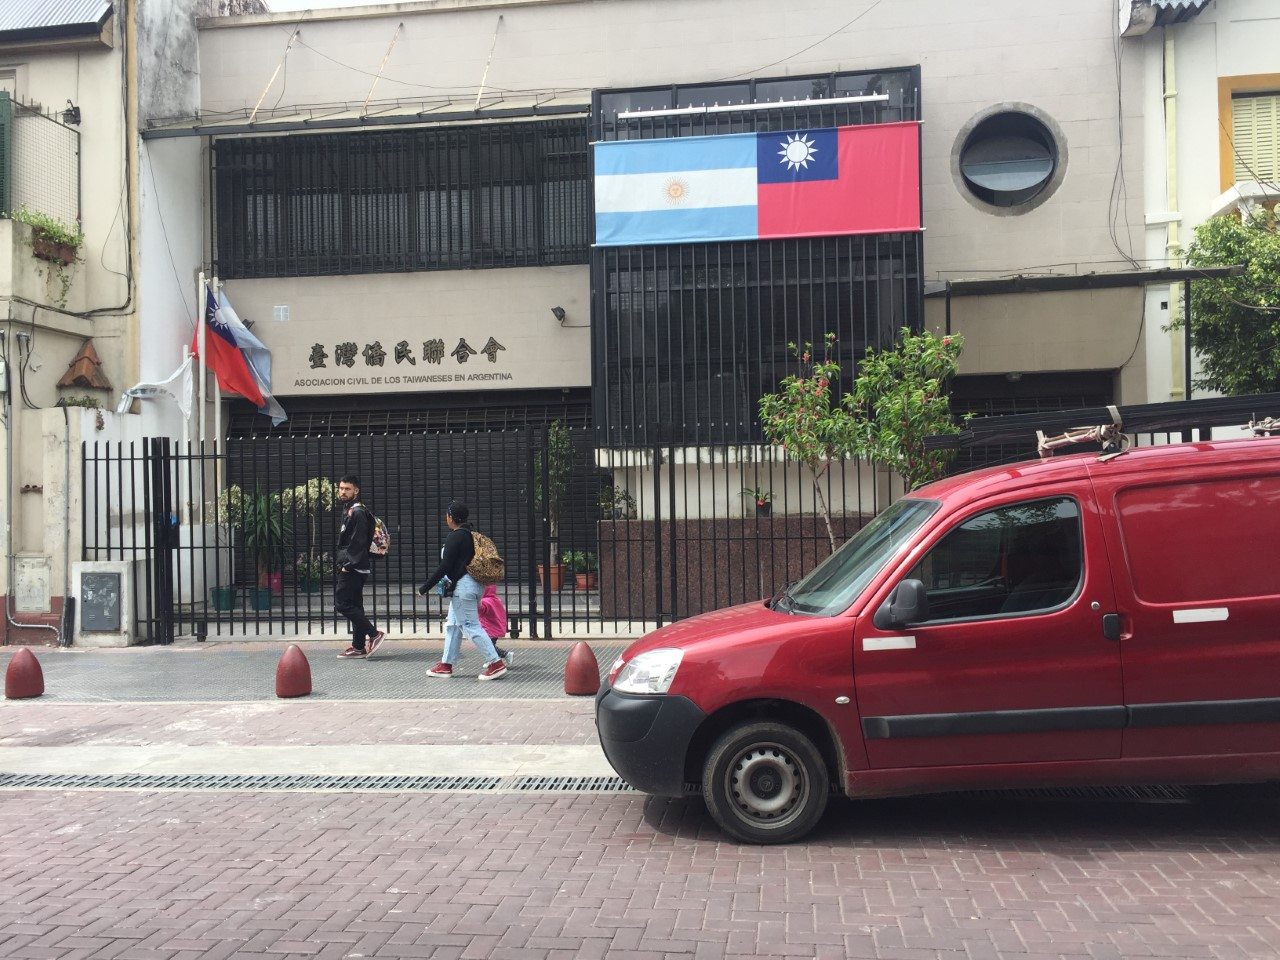 臺灣僑民聯合會
ASOCIACION CIVIL DE LOS TAIWANESES EN ARGENTINA